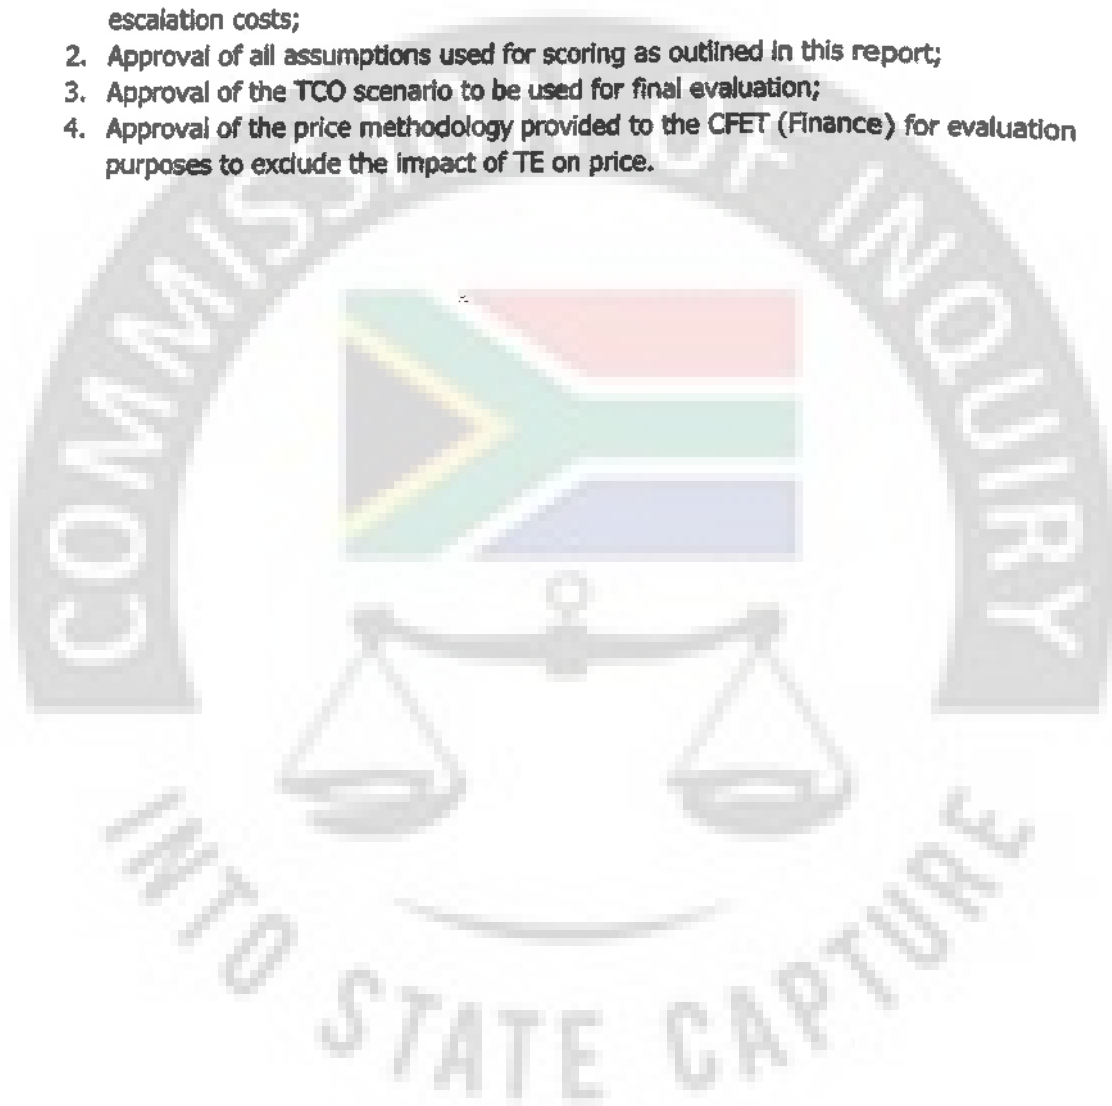 escalation costs;
2. Approval of all assumptions used for scoring as outlined in this report;
3. Approval of the TCO scenario to be used for final evaluation;
4. Approval of the price methodology provided to the CFET (Finance) for evaluation
purposes to exclude the impact of TE on price.
COMMISSION OF INQUIRY
INTO STATE CAPTURE